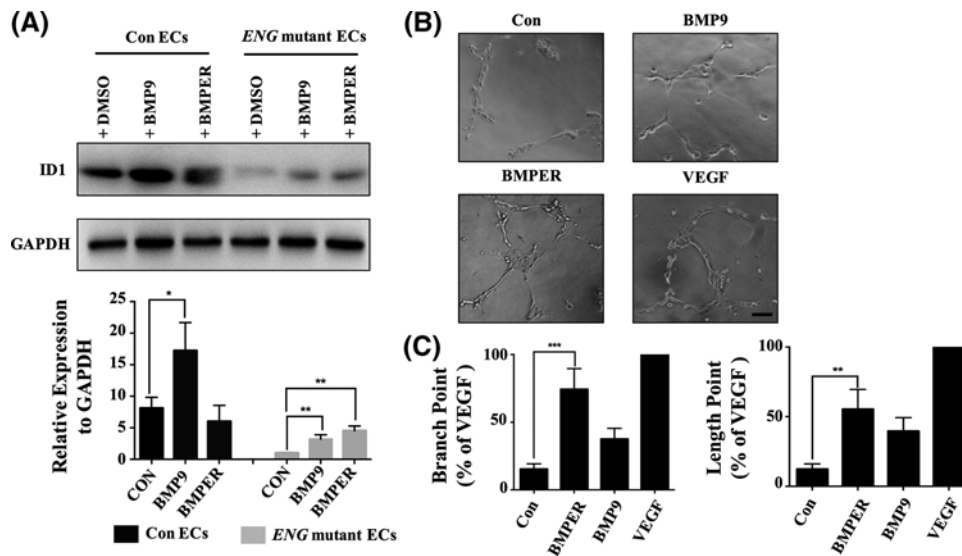 (A)
Con ECs
ENG mutant ECs
+ DMSO
+ BMP9
+ BMPER
+ DMSO
+ BMP9
+ BMPER
ID1
GAPDH
Relative Expression
to GAPDH
25
20
15
10
5
0
*
**
**
CON
BMP9
BMPER
CON
BMP9
BMPER
Con ECs
ENG mutant ECs
(B)
Con
BMP9
BMPER
VEGF
(C)
Branch Point
(% of VEGF )
100
50
0
***
Con
BMPER
BMP9
VEGF
Length Point
(% of VEGF )
100
50
0
**
Con
BMPER
BMP9
VEGF